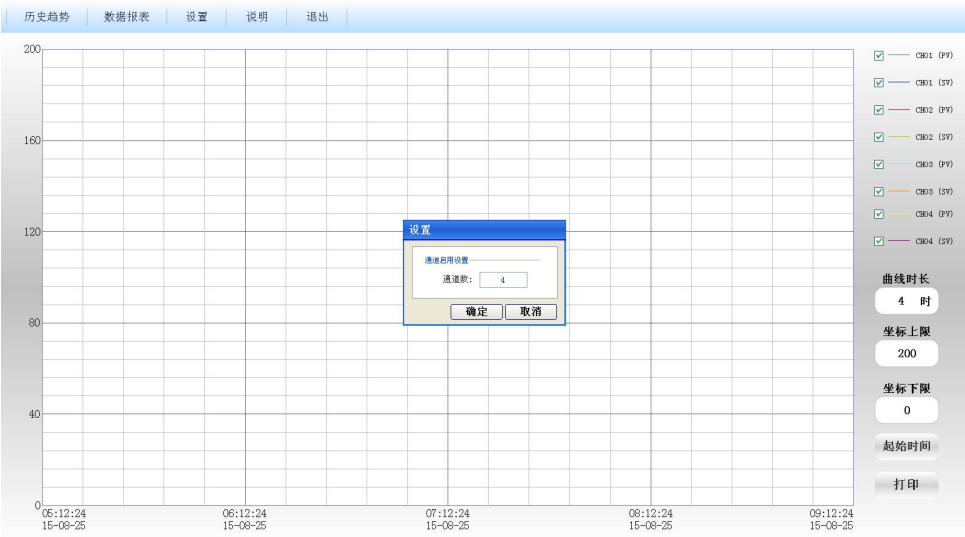 历史趋势 数据报表 设置 说明 退出
200
160
120
80
40
0
05:12:24 06:12:24 07:12:24 08:12:24 09:12:24
15-08-25 15-08-25 15-08-25 15-08-25 15-08-25
设置
通道启用设置
通道数: 4
确定 取消
CH01 (PV)
CH01 (SV)
CH02 (PV)
CH02 (SV)
CH03 (PV)
CH03 (SV)
CH04 (PV)
CH04 (SV)
曲线时长
4 时
坐标上限
200
坐标下限
0
起始时间
打印